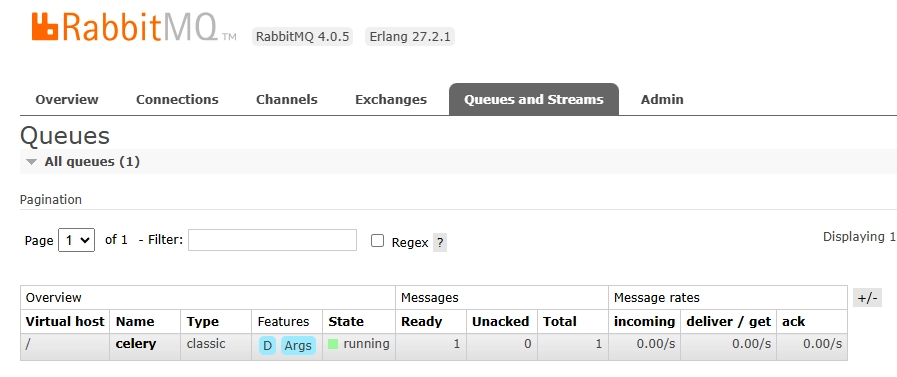 RabbitMQ TM RabbitMQ 4.0.5 Erlang 27.2.1
Overview Connections Channels Exchanges Queues and Streams Admin
Queues
All queues (1)
Pagination
Page 1 of 1 - Filter: Regex ? Displaying 1
Overview Messages Message rates +/-
Virtual host Name Type Features State Ready Unacked Total incoming deliver / get ack
/ celery classic D Args running 1 0 1 0.00/s 0.00/s 0.00/s